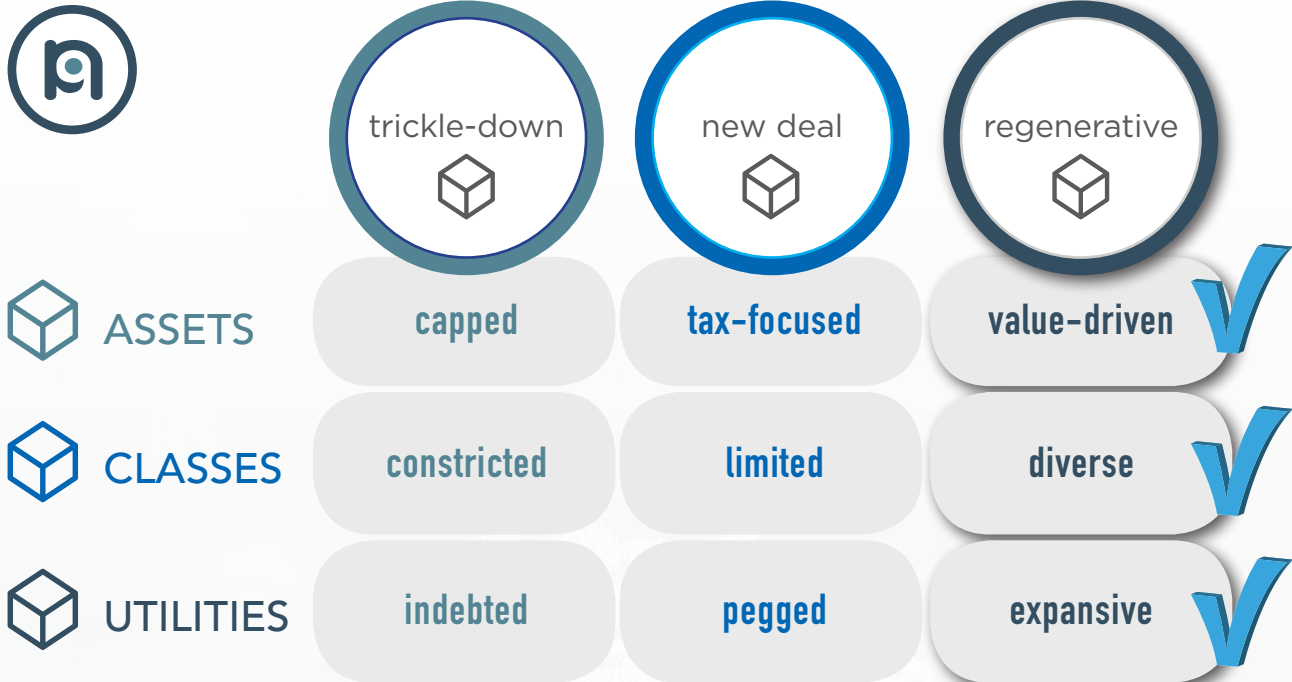 trickle-down new deal regenerative
ASSETS capped tax-focused value-driven
CLASSES constricted limited diverse
UTILITIES indebted pegged expansive